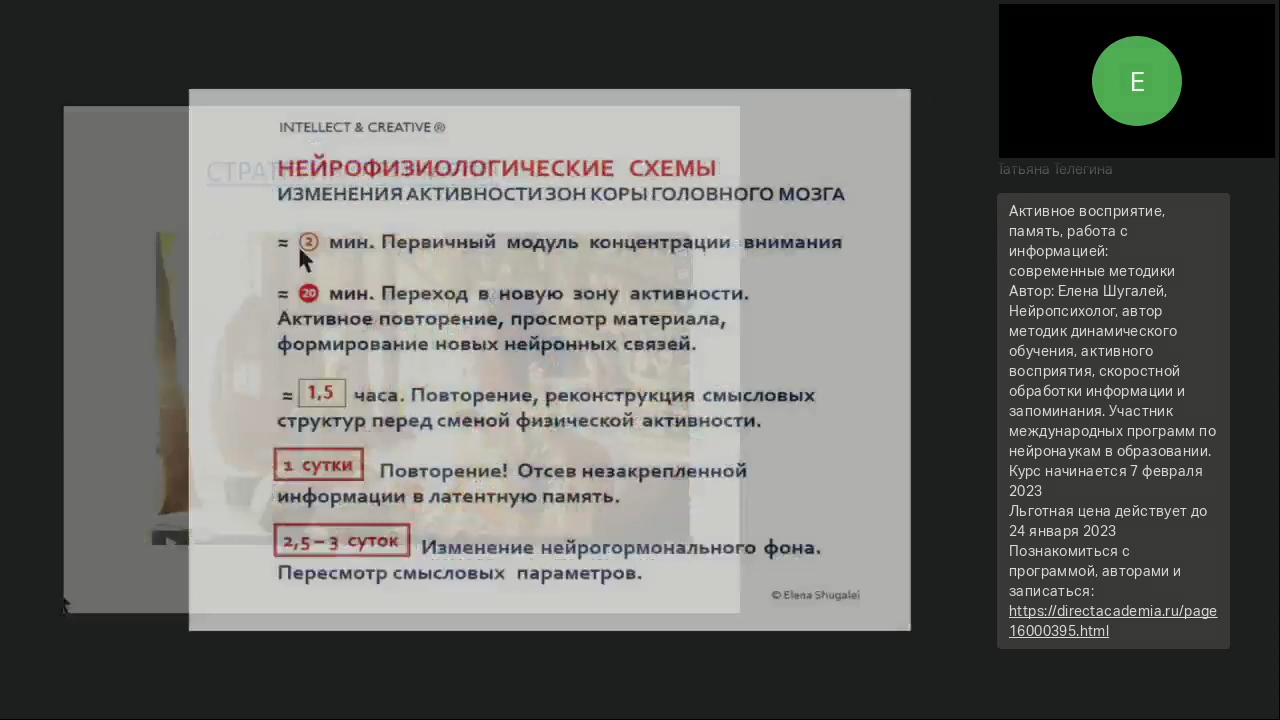 INTELLECT & CREATIVE ®
НЕЙРОФИЗИОЛОГИЧЕСКИЕ СХЕМЫ
ИЗМЕНЕНИЯ АКТИВНОСТИ ЗОН КОРЫ ГОЛОВНОГО МОЗГА
≈ 2 мин. Первичный модуль концентрации внимания
≈ 20 мин. Переход в новую зону активности.
Активное повторение, просмотр материала,
формирование новых нейронных связей.
≈ 1,5 часа. Повторение, реконструкция смысловых
структур перед сменой физической активности.
1 сутки Повторение! Отсев незакрепленной
информации в латентную память.
2,5 – 3 суток Изменение нейрогормонального фона.
Пересмотр смысловых параметров.
© Elena Shugalei
E
Татьяна Телегина
Активное восприятие,
память, работа с
информацией:
современные методики
Автор: Елена Шугалей,
Нейропсихолог, автор
методик динамического
обучения, активного
восприятия, скоростной
обработки информации и
запоминания. Участник
международных программ по
нейронаукам в образовании.
Курс начинается 7 февраля
2023
Льготная цена действует до
24 января 2023
Познакомиться с
программой, авторами и
записаться:
https://directacademia.ru/page
16000395.html